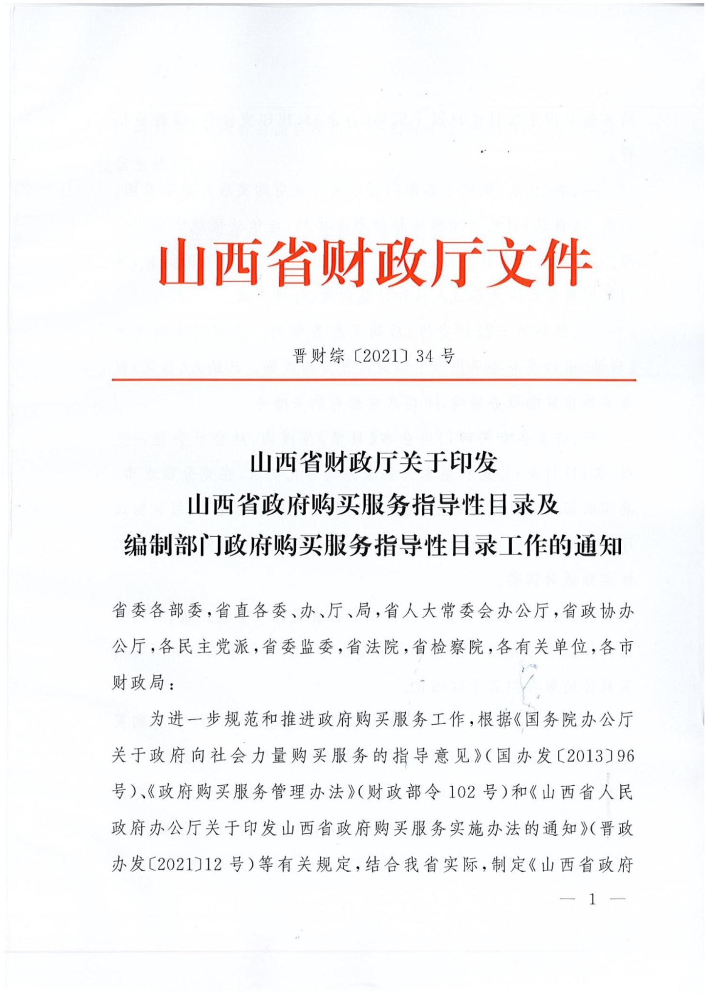 山西省财政厅文件
晋财综〔2021〕34 号
山西省财政厅关于印发
山西省政府购买服务指导性目录及
编制部门政府购买服务指导性目录工作的通知
省委各部委,省直各委、办、厅、局,省人大常委会办公厅,省政协办
公厅,各民主党派,省委监委,省法院,省检察院,各有关单位,各市
财政局:
为进一步规范和推进政府购买服务工作,根据《国务院办公厅
关于政府向社会力量购买服务的指导意见》(国办发〔2013〕96
号)、《政府购买服务管理办法》(财政部令 102 号)和《山西省人民
政府办公厅关于印发山西省政府购买服务实施办法的通知》(晋政
办发〔2021〕12 号)等有关规定,结合我省实际,制定《山西省政府
— 1 —